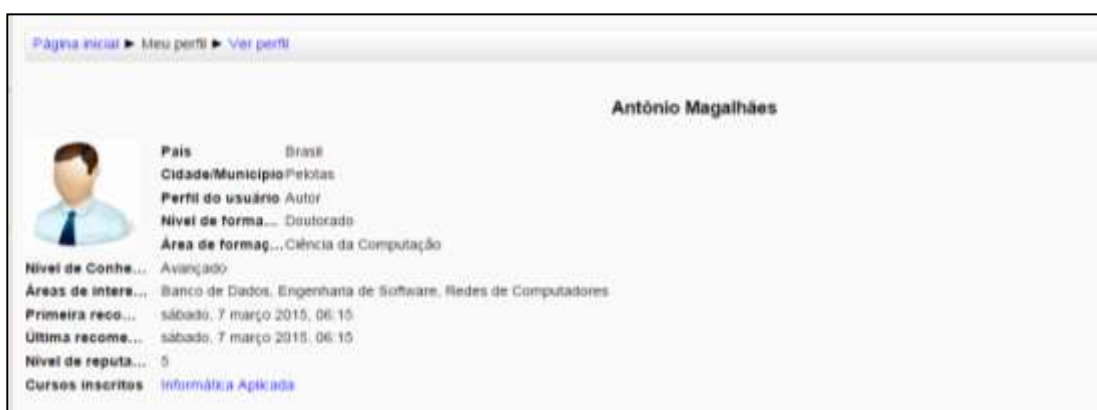 Página inicial ► Meu perfil ► Ver perfil
Antônio Magalhães
País Brasil
Cidade/Município Pelotas
Perfil do usuário Autor
Nível de forma... Doutorado
Área de formaç... Ciência da Computação
Nível de Conhe... Avançado
Áreas de intere... Banco de Dados, Engenharia de Software, Redes de Computadores
Primeira reco... sábado, 7 março 2015, 06:15
Última recome... sábado, 7 março 2015, 06:15
Nível de reputa... 5
Cursos inscritos Informática Aplicada